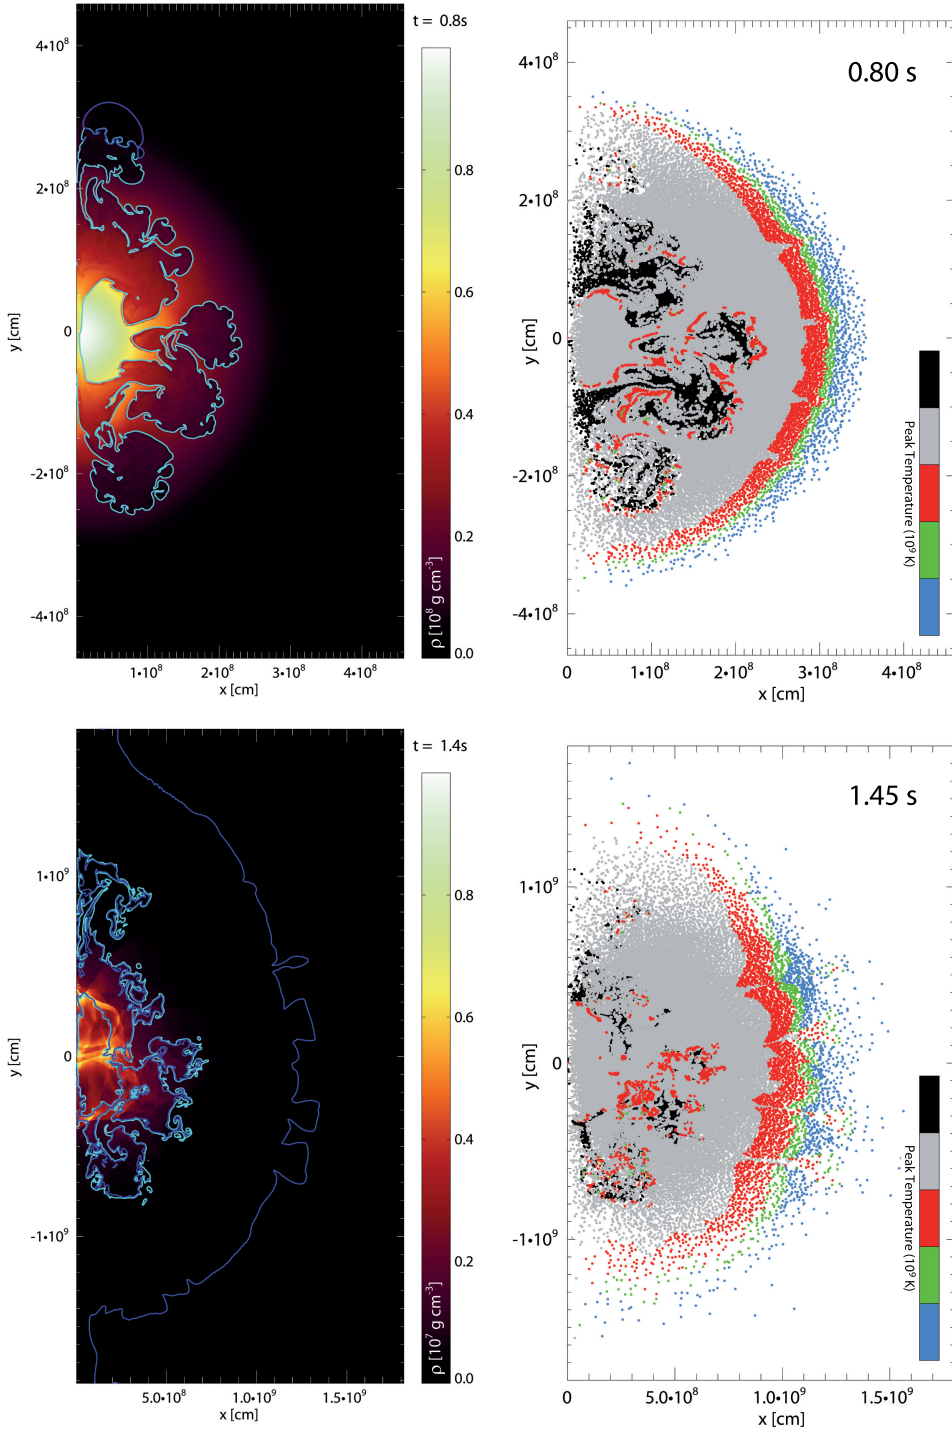 t = 0.8s
4•10⁸
2•10⁸
0
-2•10⁸
-4•10⁸
y [cm]
1•10⁸ 2•10⁸ 3•10⁸ 4•10⁸
x [cm]
0.8
0.6
0.4
0.2
0.0
ρ [10⁸ g cm⁻³]
0.80 s
4•10⁸
2•10⁸
0
-2•10⁸
-4•10⁸
y [cm]
0 1•10⁸ 2•10⁸ 3•10⁸ 4•10⁸
x [cm]
Peak Temperature (10⁹ K)
t = 1.4s
1•10⁹
0
-1•10⁹
y [cm]
5.0•10⁸ 1.0•10⁹ 1.5•10⁹
x [cm]
0.8
0.6
0.4
0.2
0.0
ρ [10⁷ g cm⁻³]
1.45 s
1•10⁹
0
-1•10⁹
y [cm]
0 5.0•10⁸ 1.0•10⁹ 1.5•10⁹
x [cm]
Peak Temperature (10⁹ K)